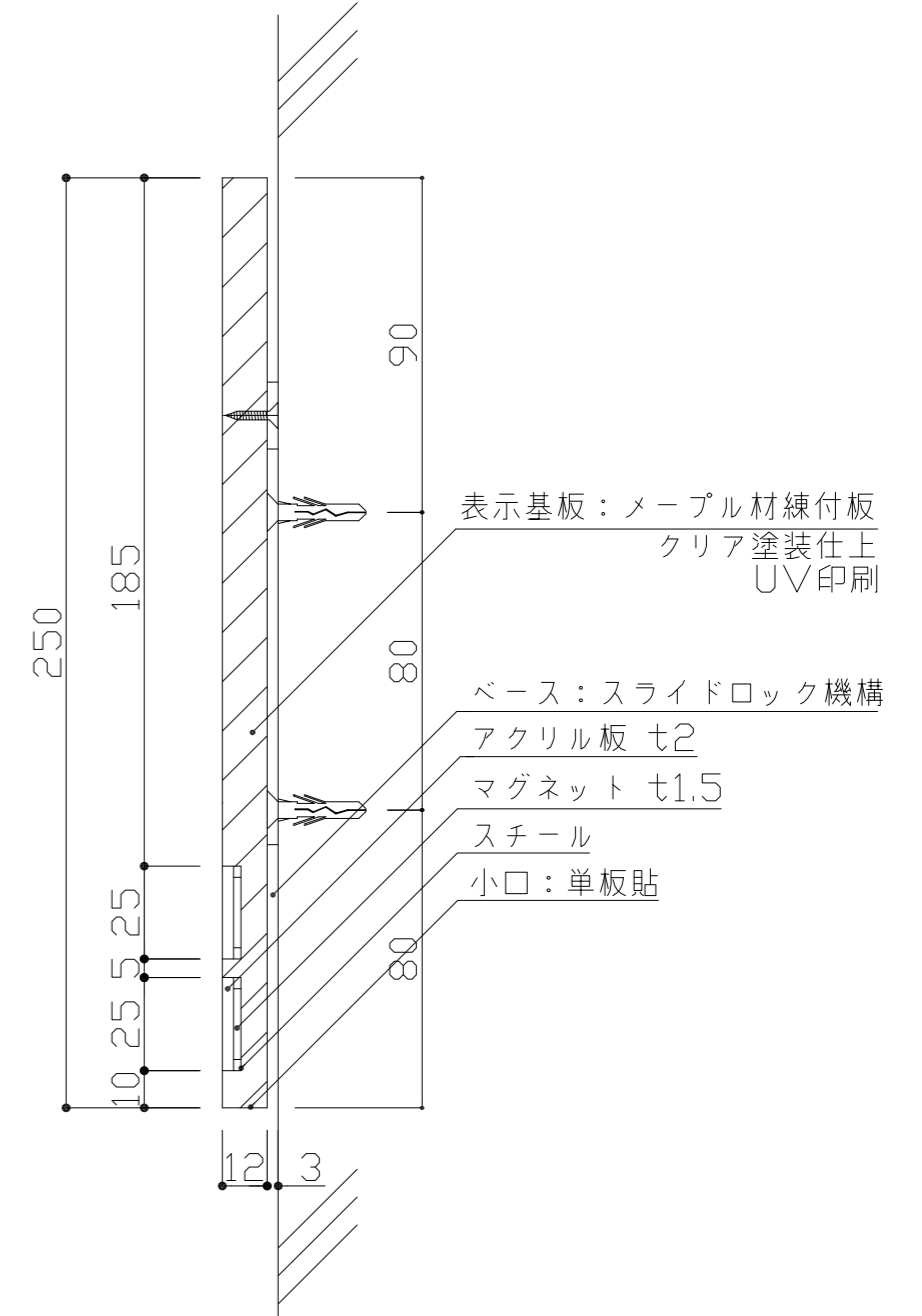 90
表示基板：メープル材練付板
クリア塗装仕上
UV印刷
185
250
80
ベース：スライドロック機構
アクリル板 t2
マグネット t1.5
スチール
小口：単板貼
25
5
80
25
10
12
3